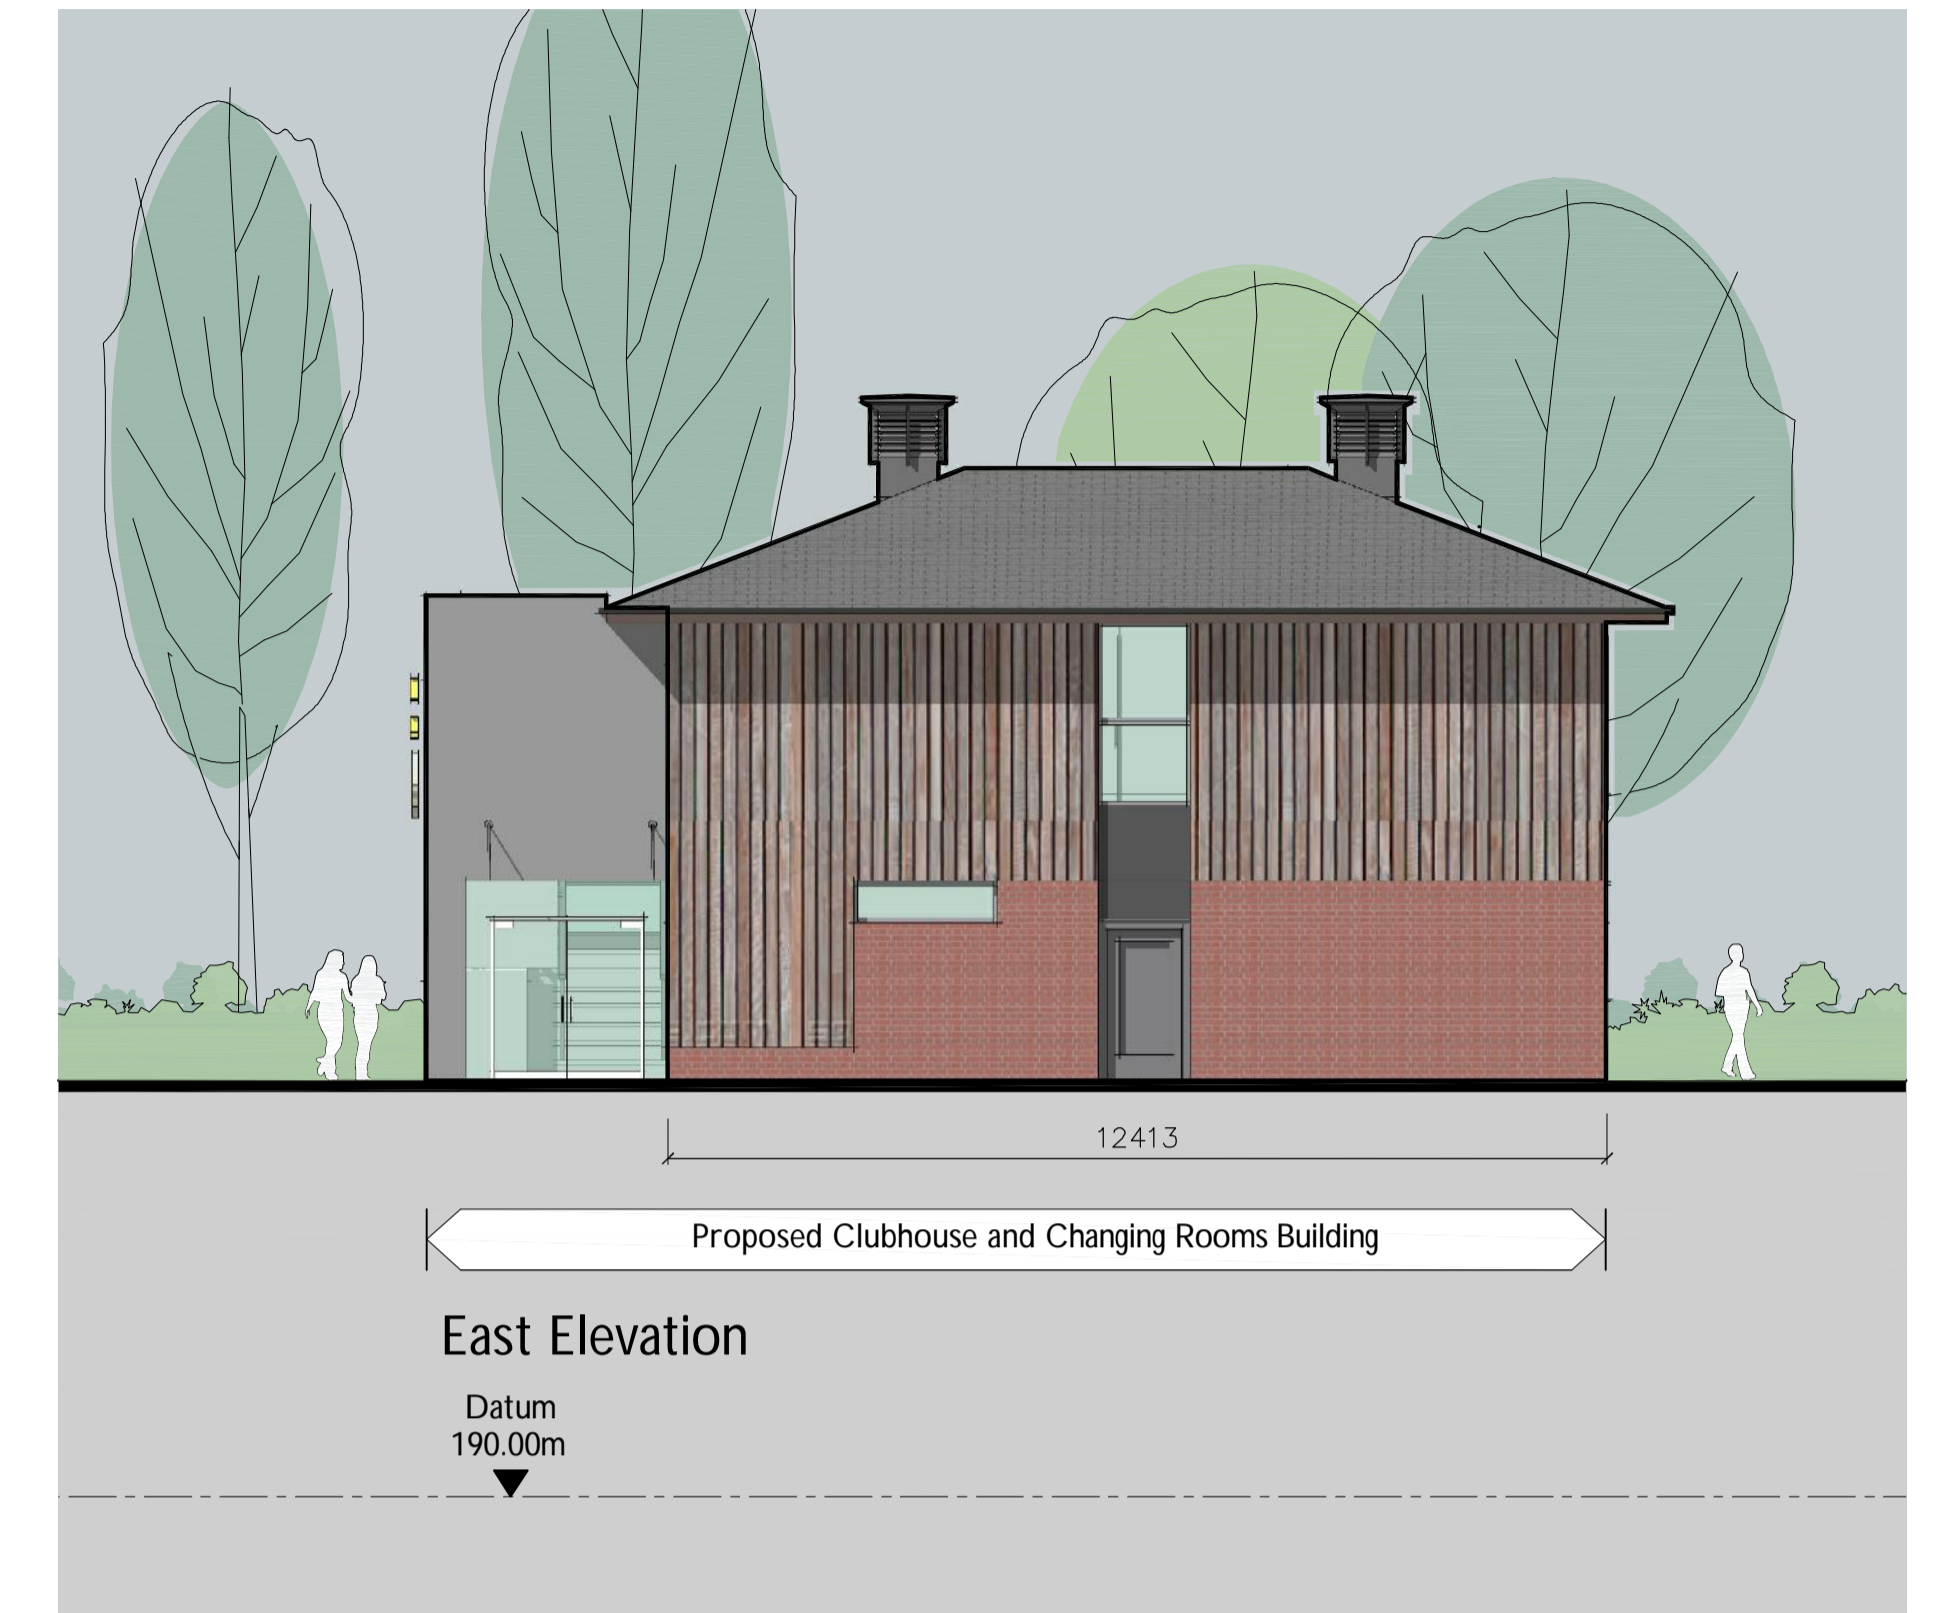 12413
Proposed Clubhouse and Changing Rooms Building
East Elevation
Datum
190.00m